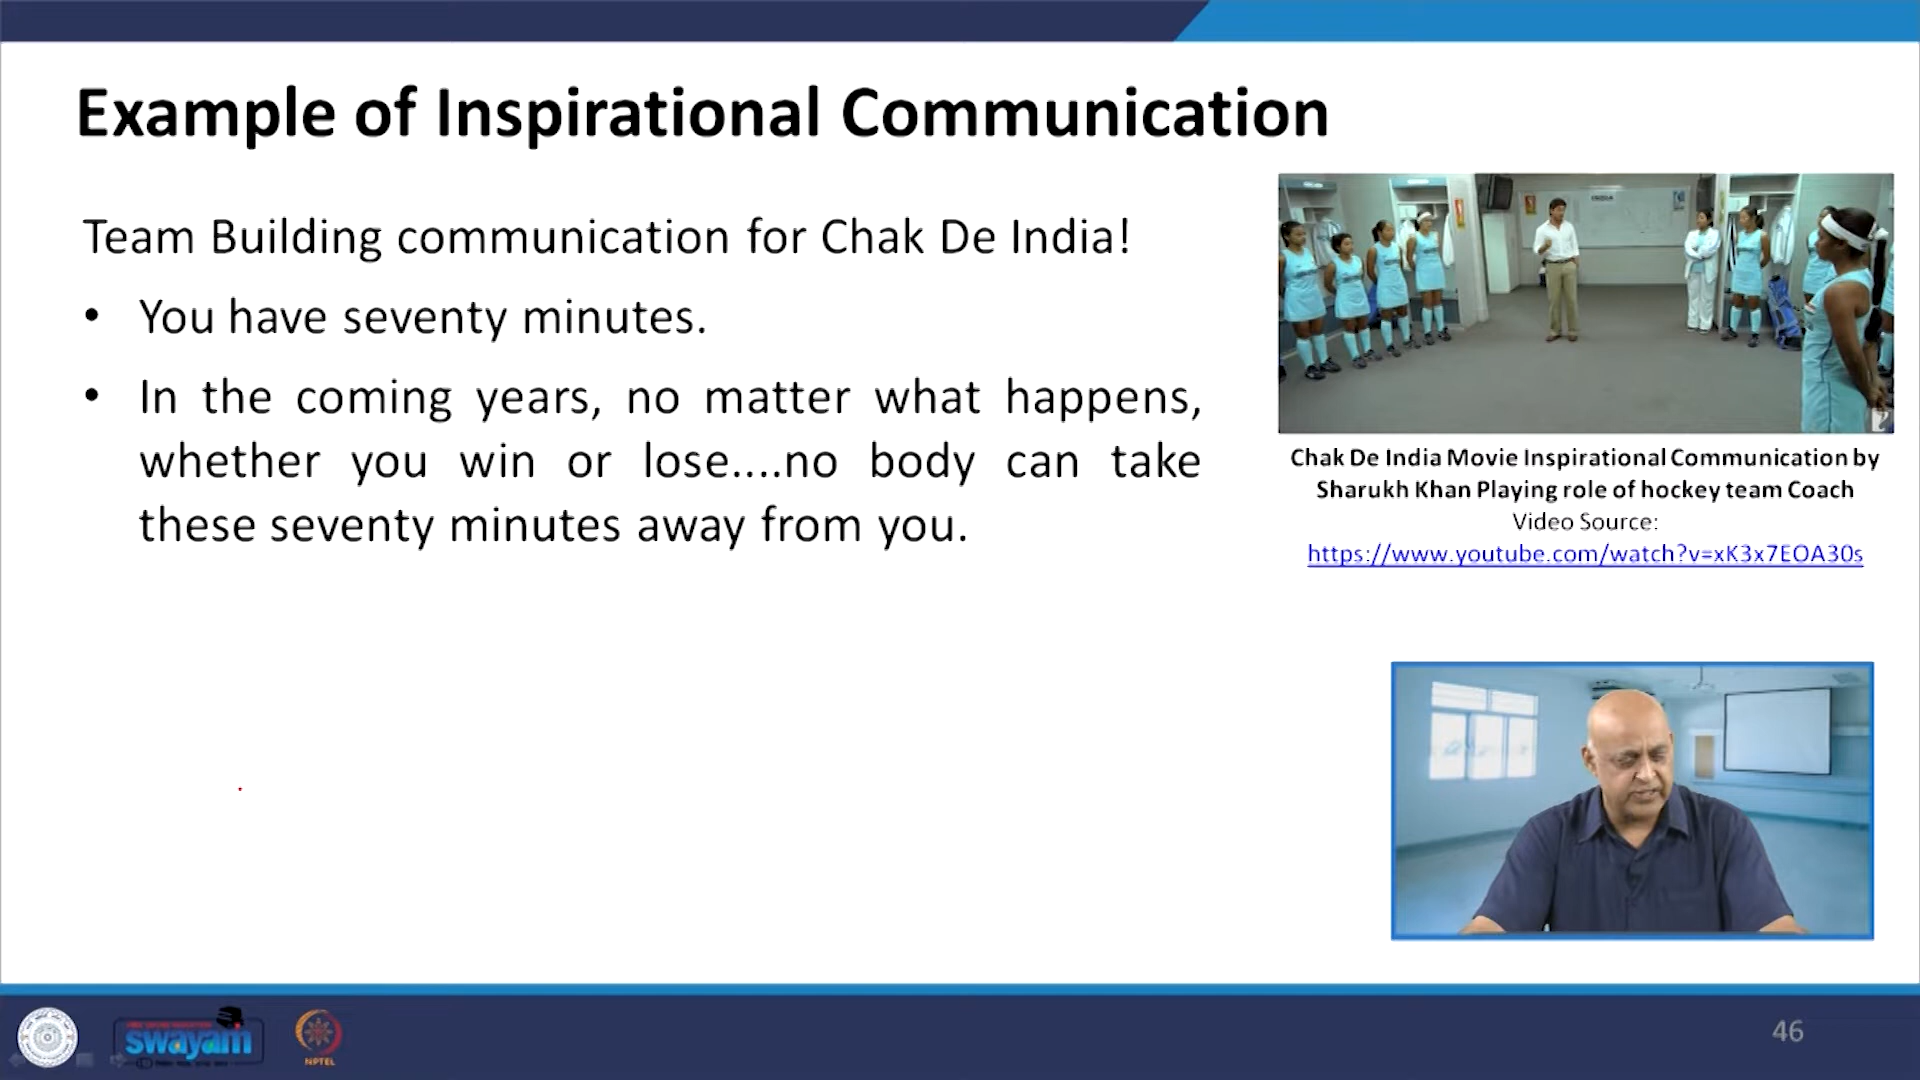 Example of Inspirational Communication
Team Building communication for Chak De India!
• You have seventy minutes.
• In the coming years, no matter what happens,
whether you win or lose....no body can take
these seventy minutes away from you.
Chak De India Movie Inspirational Communication by
Sharukh Khan Playing role of hockey team Coach
Video Source:
https://www.youtube.com/watch?v=xK3x7EOA30s
swayam
NPTEL
46